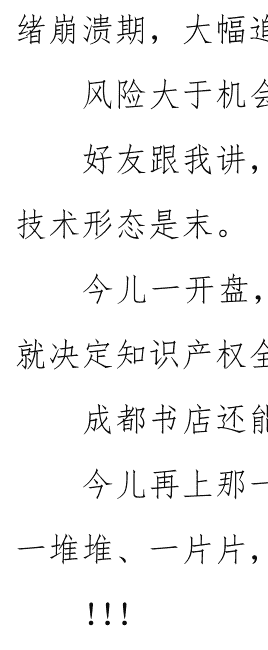 绪崩溃期，大幅追
风险大于机会
好友跟我讲，
技术形态是末。
今儿一开盘，
就决定知识产权全
成都书店还能
今儿再上那一
一堆堆、一片片，
!!!